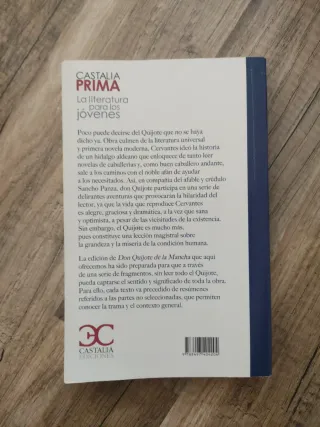 CASTALIA
PRIMA
La literatura
para los
jóvenes
Poco puede decirse del Quijote que no se haya
dicho ya. Obra culmen de la literatura universal
y primera novela moderna, Cervantes ideó la historia
de un hidalgo aldeano que enloquece de tanto leer
novelas de caballerías y, como buen caballero andante,
sale a los caminos con el noble afán de ayudar
a los necesitados. Así, en compañía del afable y crédulo
Sancho Panza, don Quijote participa en una serie de
delirantes aventuras que provocarán la hilaridad del
lector, ya que la vida que reproduce Cervantes
es alegre, graciosa y dramática, a la vez que sana
y optimista, a pesar de las vicisitudes de la existencia.
Sin embargo, el Quijote es mucho más,
pues constituye una lección magistral sobre
la grandeza y la miseria de la condición humana.
La edición de Don Quijote de la Mancha que aquí
ofrecemos ha sido preparada para que a través
de una serie de fragmentos, sin leer todo el Quijote,
pueda captarse el sentido y significado de toda la obra.
Para ello, cada texto va precedido de resúmenes
referidos a las partes no seleccionadas, que permiten
conocer la trama y el contexto general.
CASTALIA
EDICIONES